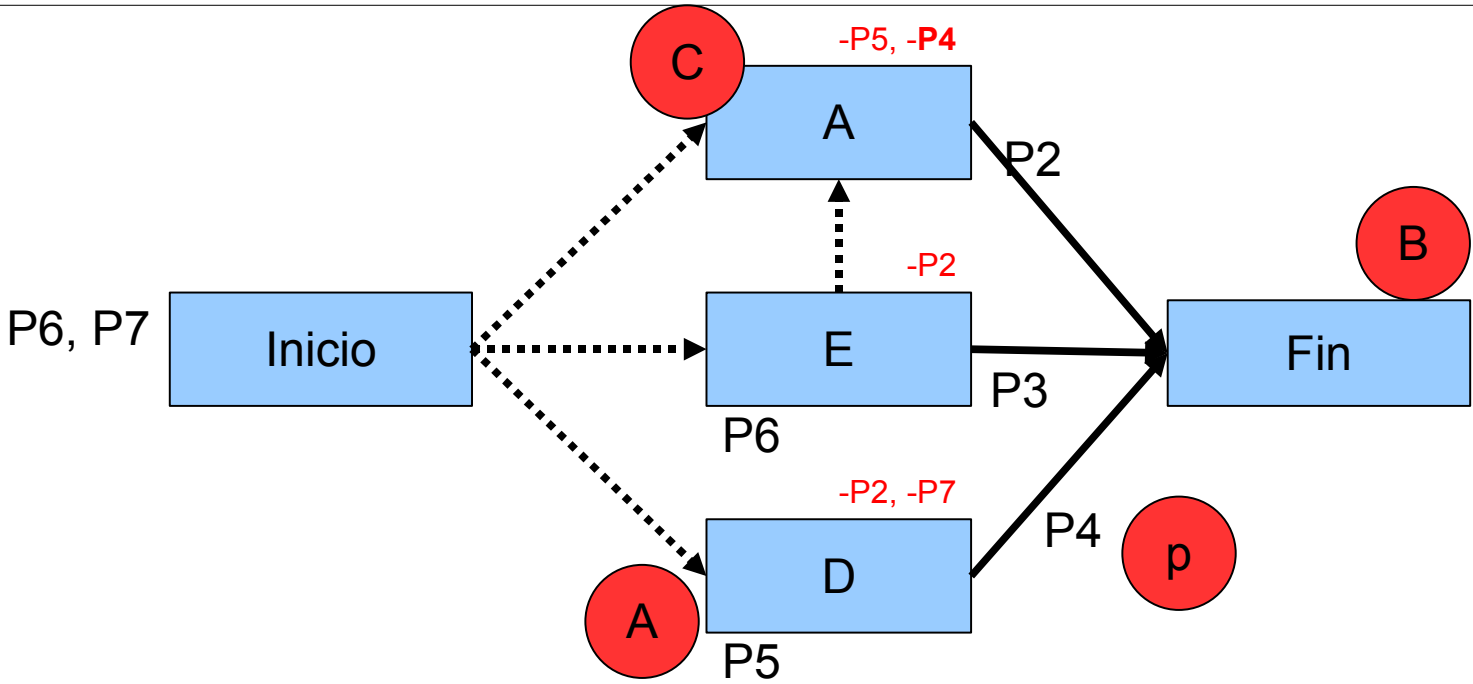 -P5, -P4
C
A
P2
B
-P2
P6, P7
Inicio
E
Fin
P3
P6
-P2, -P7
P4
p
D
A
P5